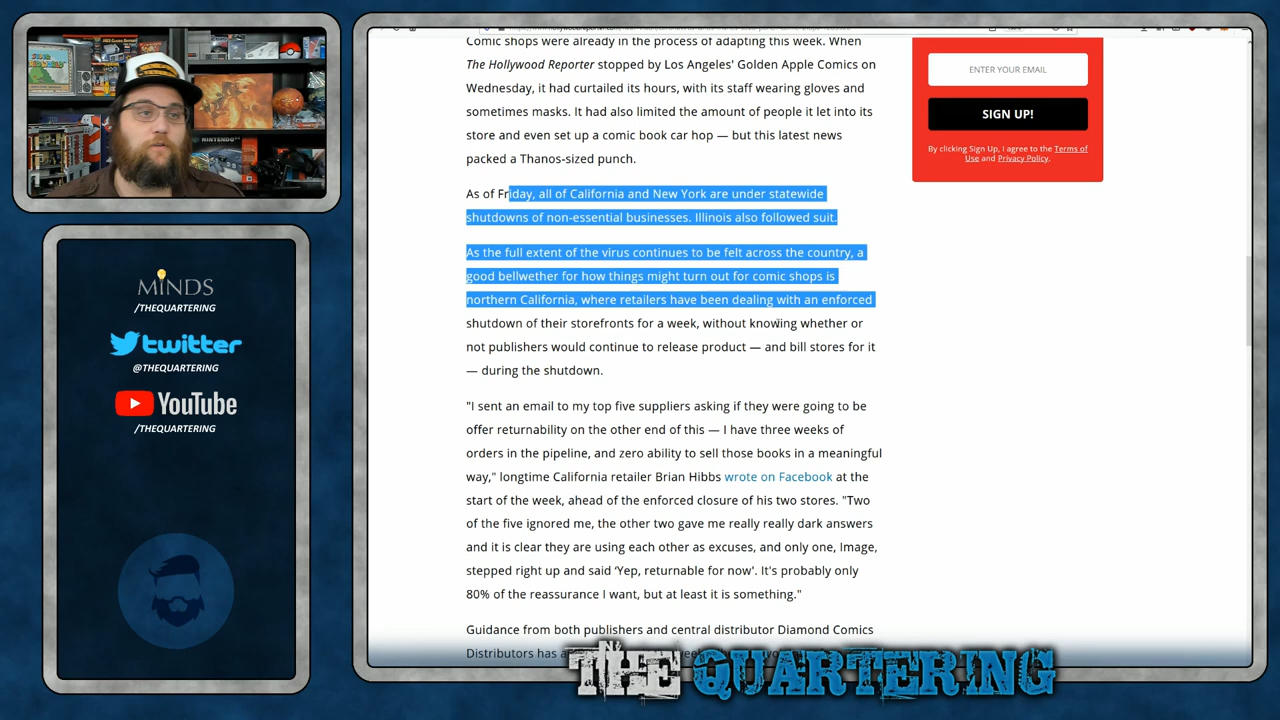 Comic shops were already in the process of adapting this week. When
The Hollywood Reporter stopped by Los Angeles' Golden Apple Comics on
Wednesday, it had curtailed its hours, with its staff wearing gloves and
sometimes masks. It had also limited the amount of people it let into its
store and even set up a comic book car hop — but this latest news
packed a Thanos-sized punch.
As of Friday, all of California and New York are under statewide
shutdowns of non-essential businesses. Illinois also followed suit.
As the full extent of the virus continues to be felt across the country, a
good bellwether for how things might turn out for comic shops is
northern California, where retailers have been dealing with an enforced
shutdown of their storefronts for a week, without knowing whether or
not publishers would continue to release product — and bill stores for it
— during the shutdown.
"I sent an email to my top five suppliers asking if they were going to be
offer returnability on the other end of this — I have three weeks of
orders in the pipeline, and zero ability to sell those books in a meaningful
way," longtime California retailer Brian Hibbs wrote on Facebook at the
start of the week, ahead of the enforced closure of his two stores. "Two
of the five ignored me, the other two gave me really really dark answers
and it is clear they are using each other as excuses, and only one, Image,
stepped right up and said 'Yep, returnable for now'. It's probably only
80% of the reassurance I want, but at least it is something."
Guidance from both publishers and central distributor Diamond Comics
Distributors has
ENTER YOUR EMAIL
SIGN UP!
By clicking Sign Up, I agree to the Terms of
Use and Privacy Policy.
NINTENDO
MINDS
/THEQUARTERING
twitter
@THEQUARTERING
YouTube
/THEQUARTERING
THE QUARTERING